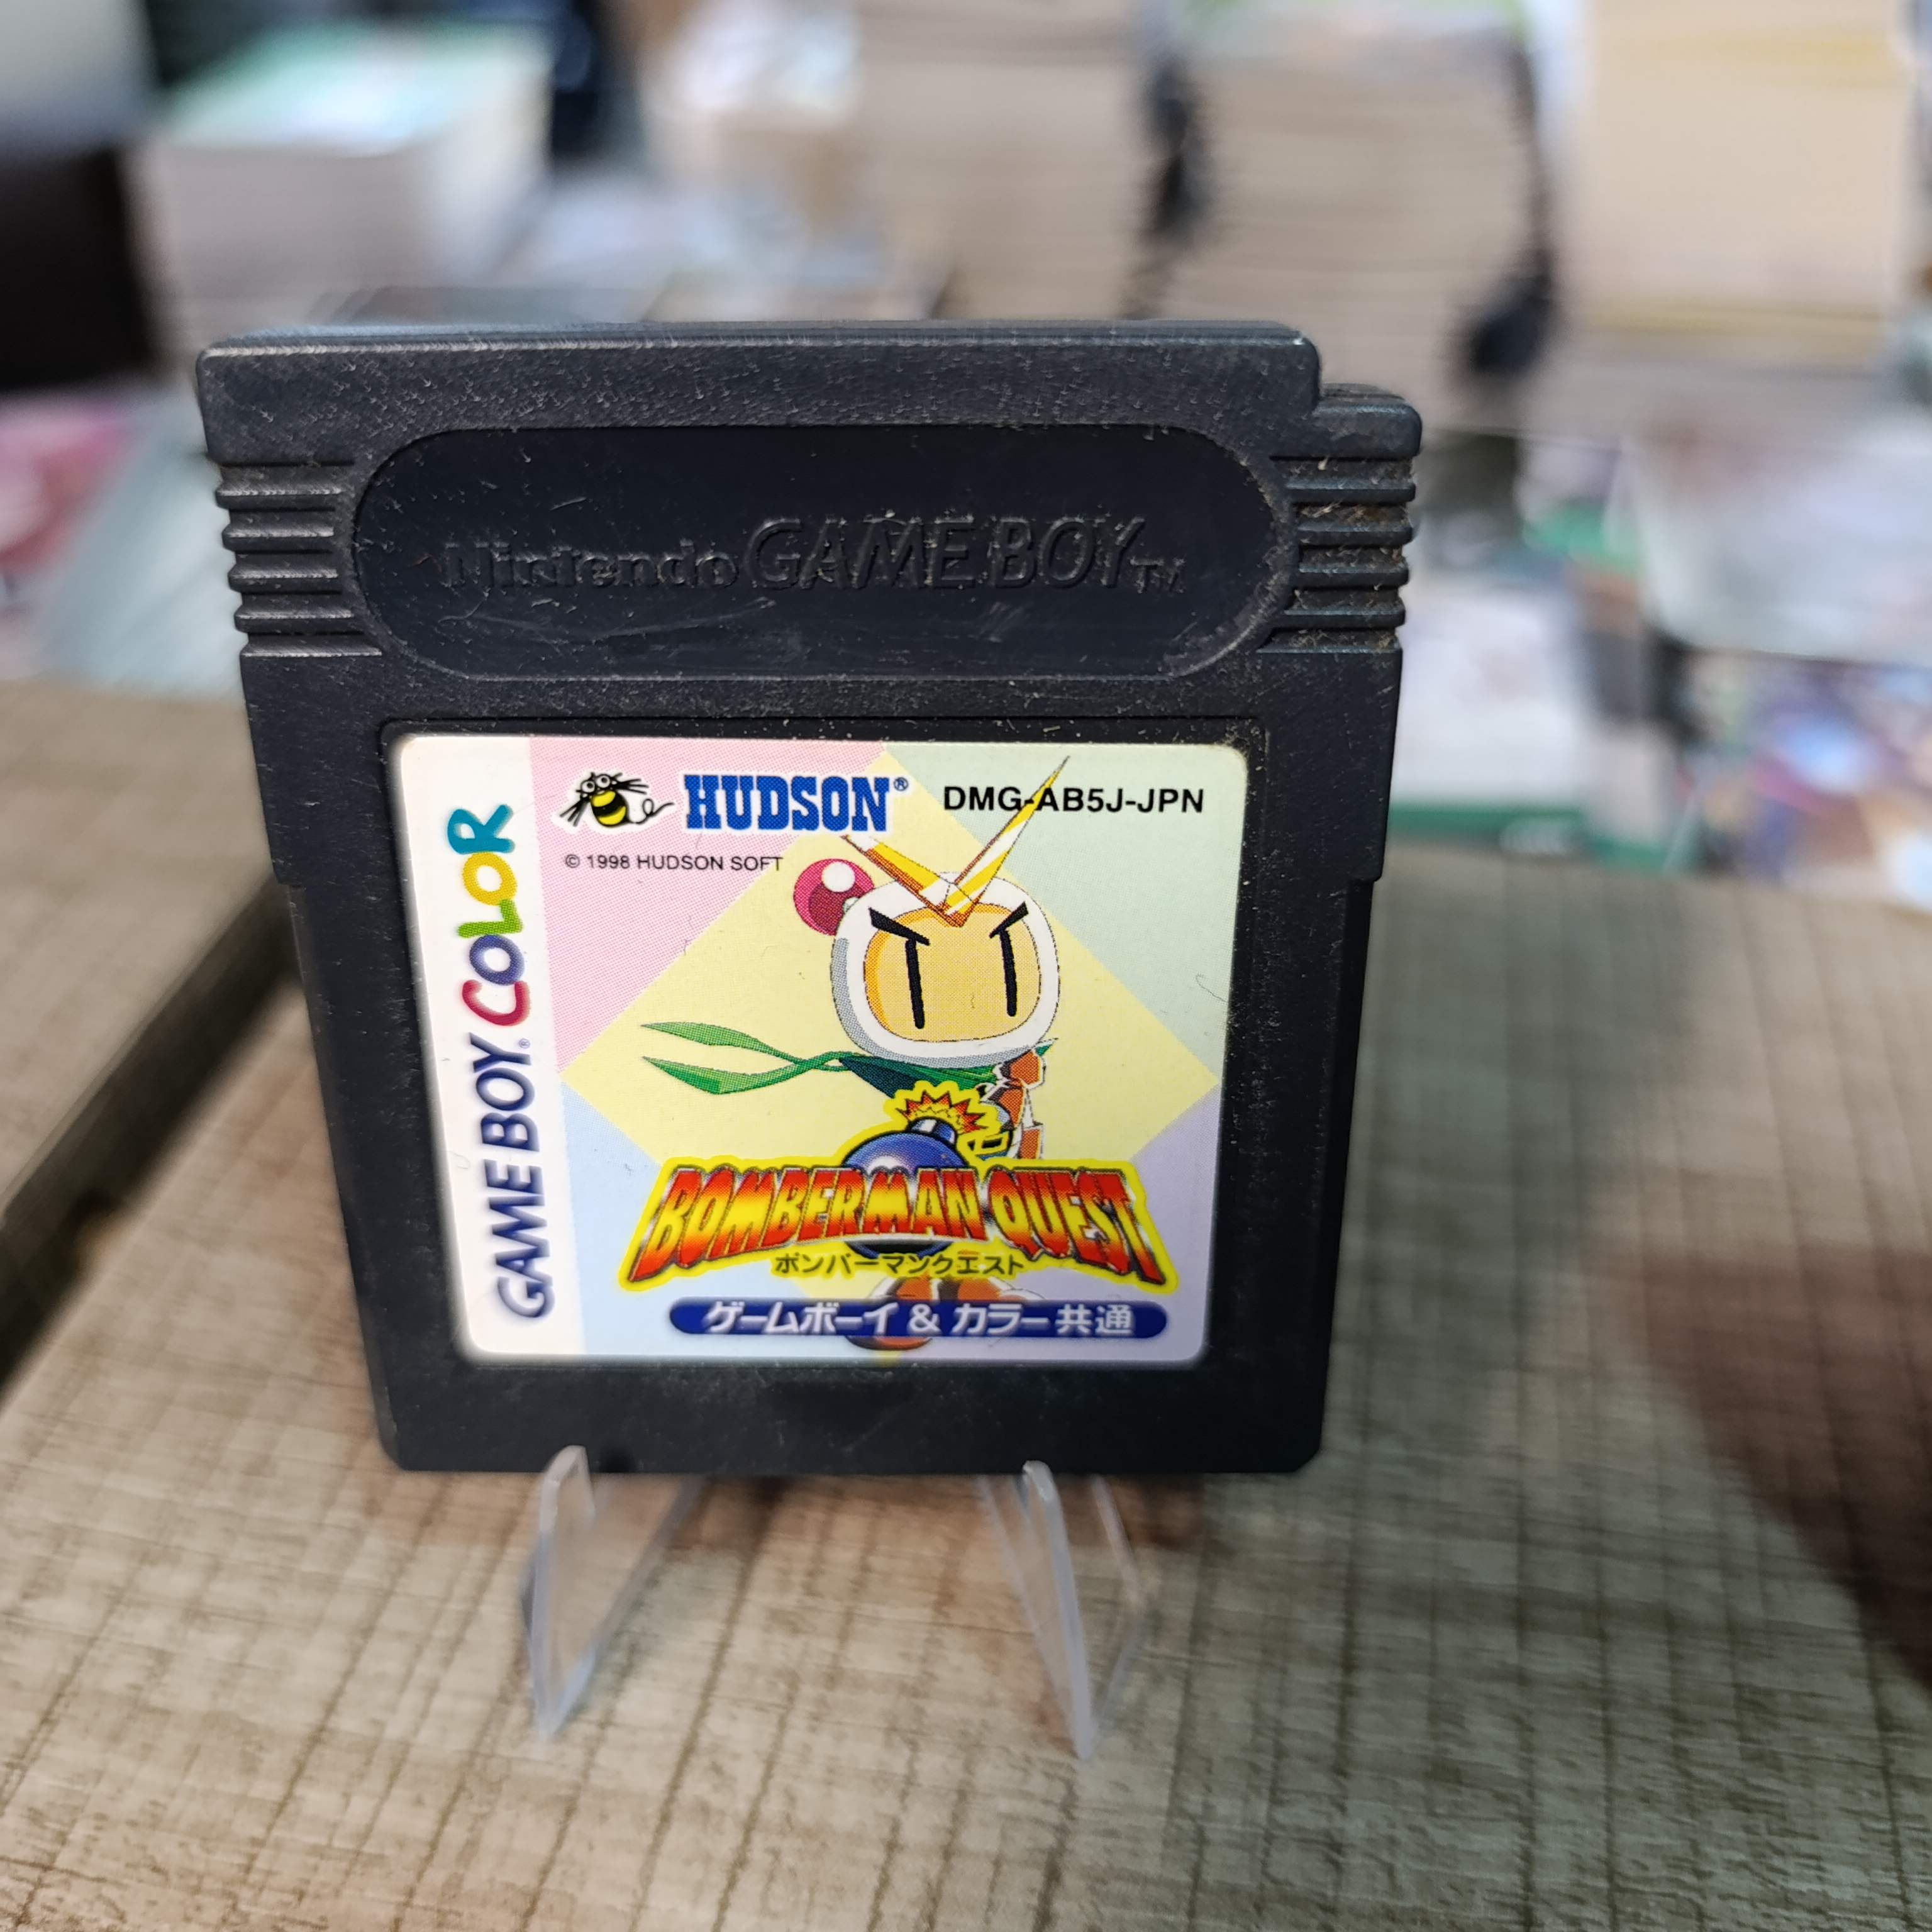 Nintendo GAME BOY TM
HUDSON® DMG-AB5J-JPN
© 1998 HUDSON SOFT
GAME BOY® COLOR
BOMBERMAN QUEST
ボンバーマンクエスト
ゲームボーイ & カラー共通